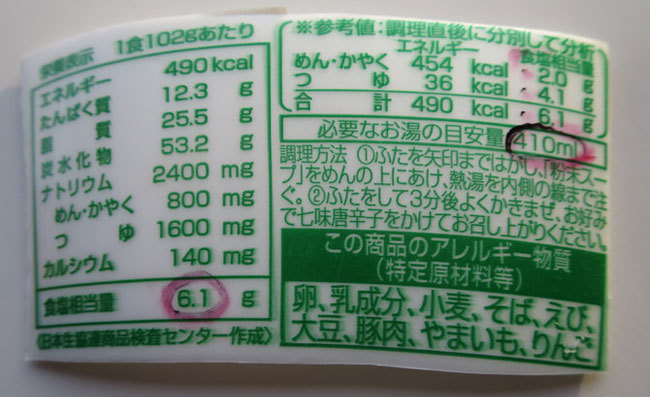 栄養表示 1食102gあたり
エネルギー 490kcal
たんぱく質 12.3 g
脂質 25.5 g
炭水化物 53.2 g
ナトリウム 2400 mg
めん・かやく 800 mg
つゆ 1600 mg
カルシウム 140 mg
食塩相当量 6.1 g
〈日本生協連商品検査センター作成〉
※参考値:調理直後に分別して分析
エネルギー 食塩相当量
めん・かやく 454 kcal 2.0 g
つゆ 36 kcal 4.1 g
合計 490 kcal 6.1 g
必要なお湯の目安量 410ml
調理方法 ①ふたを矢印まではがし、「粉末スー
プ」をめんの上にあけ、熱湯を内側の線まで注
ぐ。②ふたをして3分後よくかきまぜ、お好み
で七味唐辛子をかけてお召し上がりください。
この商品のアレルギー物質
(特定原材料等)
卵、乳成分、小麦、そば、えび、
大豆、豚肉、やまいも、りんご